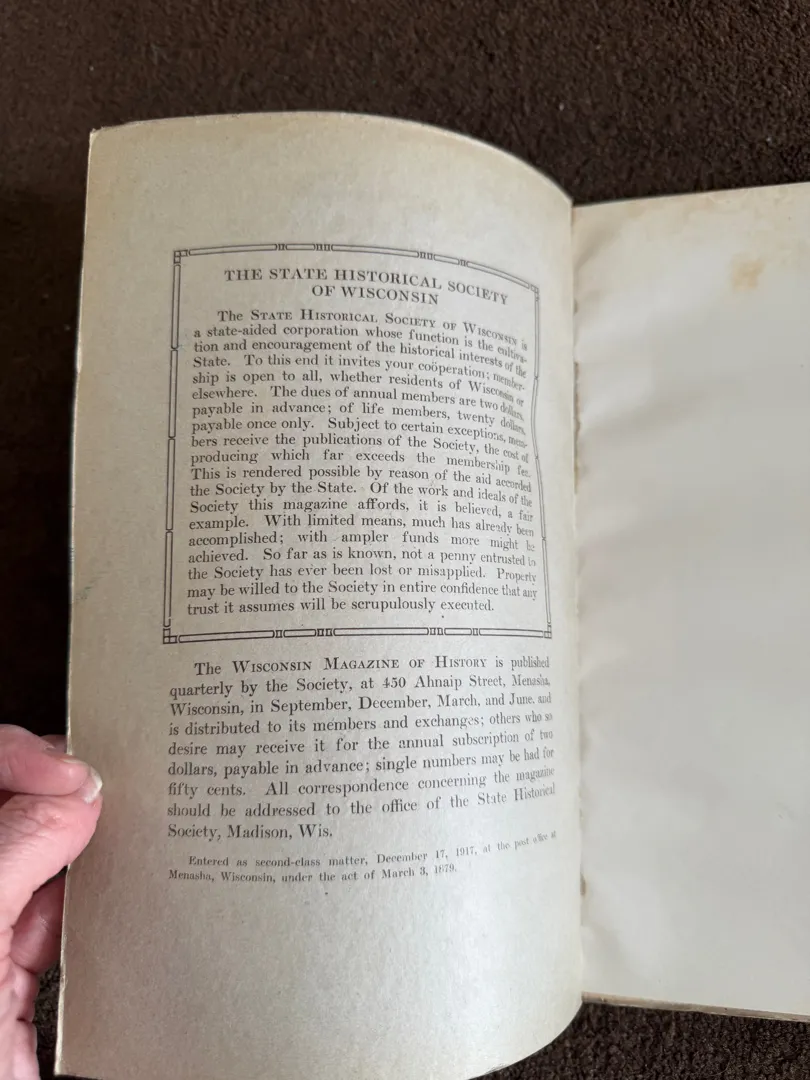 THE STATE HISTORICAL SOCIETY
OF WISCONSIN
The STATE HISTORICAL SOCIETY OF WISCONSIN is
a state-aided corporation whose function is the cultiva-
tion and encouragement of the historical interests of the
State. To this end it invites your coöperation; member-
ship is open to all, whether residents of Wisconsin or
elsewhere. The dues of annual members are two dollars,
payable in advance; of life members, twenty dollars,
payable once only. Subject to certain exceptions, mem-
bers receive the publications of the Society, the cost of
producing which far exceeds the membership fee.
This is rendered possible by reason of the aid accorded
the Society by the State. Of the work and ideals of the
Society this magazine affords, it is believed, a fair
example. With limited means, much has already been
accomplished; with ampler funds more might be
achieved. So far as is known, not a penny entrusted to
the Society has ever been lost or misapplied. Property
may be willed to the Society in entire confidence that any
trust it assumes will be scrupulously executed.
The WISCONSIN MAGAZINE OF HISTORY is published
quarterly by the Society, at 450 Ahnaip Street, Menasha,
Wisconsin, in September, December, March, and June, and
is distributed to its members and exchanges; others who so
desire may receive it for the annual subscription of two
dollars, payable in advance; single numbers may be had for
fifty cents. All correspondence concerning the magazine
should be addressed to the office of the State Historical
Society, Madison, Wis.
Entered as second-class matter, December 17, 1917, at the post office at
Menasha, Wisconsin, under the act of March 3, 1879.